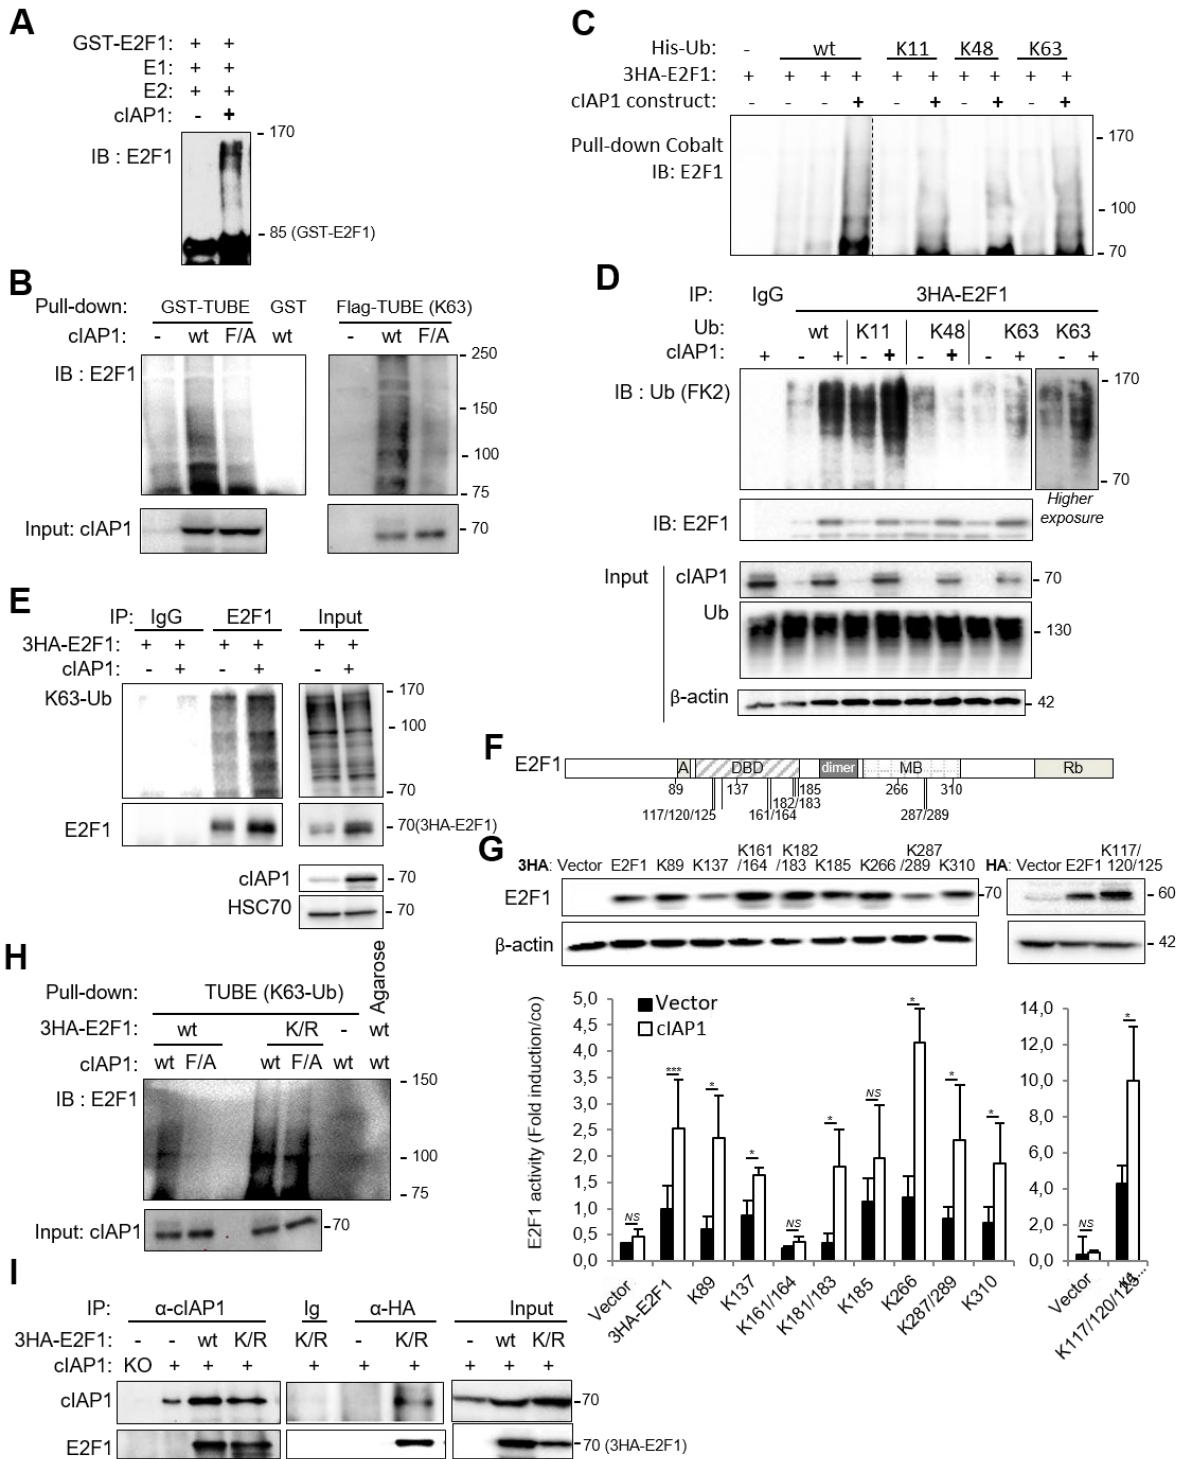 A
GST-E2F1: + +
E1: + +
E2: + +
cIAP1: - +
IB : E2F1
- 170
- 85 (GST-E2F1)
B
Pull-down: GST-TUBE GST Flag-TUBE (K63)
cIAP1: - wt F/A wt - wt F/A
IB : E2F1
- 250
- 150
- 100
- 75
Input: cIAP1
- 70
C
His-Ub: - wt K11 K48 K63
3HA-E2F1: + + + + + + + + + +
cIAP1 construct: - - - + - + - + - +
Pull-down Cobalt
IB: E2F1
- 170
- 100
- 70
D
IP: IgG 3HA-E2F1
Ub: wt K11 K48 K63 K63
cIAP1: + - + - + - + - + - +
IB : Ub (FK2)
- 170
- 70
Higher
exposure
IB: E2F1
Input
cIAP1 - 70
Ub
- 130
β-actin - 42
E
IP: IgG E2F1 Input
3HA-E2F1: + + + + + +
cIAP1: - + - + - +
K63-Ub
- 170
- 100
- 70
E2F1 - 70(3HA-E2F1)
cIAP1 - 70
HSC70 - 70
F
E2F1 A DBD dimer MB Rb
89 137 185 266 310
182/183
117/120/125 161/164 287/289
G
3HA: Vector E2F1 K89 K137 K161/164 K182/183 K185 K266 K287/289 K310
HA: Vector E2F1 K117/120/125
E2F1 -70 - 60
β-actin - 42
E2F1 activity (Fold induction/co)
Vector
cIAP1
5,0
4,5
4,0
3,5
3,0
2,5
2,0
1,5
1,0
0,5
0,0
NS *** * * NS * NS * * *
Vector
3HA-E2F1
K89
K137
K161/164
K181/183
K185
K266
K287/289
K310
14,0
12,0
10,0
8,0
6,0
4,0
2,0
0,0
NS *
Vector
K117/120/125
H
Pull-down: TUBE (K63-Ub) Agarose
3HA-E2F1: wt K/R - wt
cIAP1: wt F/A wt F/A wt wt
IB : E2F1
- 150
- 100
- 75
Input: cIAP1 -70
I
IP: α-cIAP1 Ig α-HA Input
3HA-E2F1: - - wt K/R K/R - K/R - wt K/R
cIAP1: KO + + + + + + + + +
cIAP1 -70
E2F1 - 70 (3HA-E2F1)